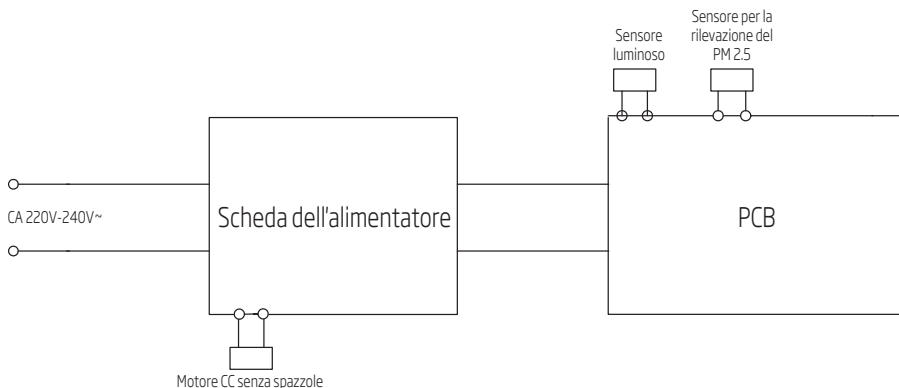 Sensore
luminoso
Sensore per la
rilevazione del
PM 2.5
CA 220V-240V~
Scheda dell'alimentatore
PCB
Motore CC senza spazzole